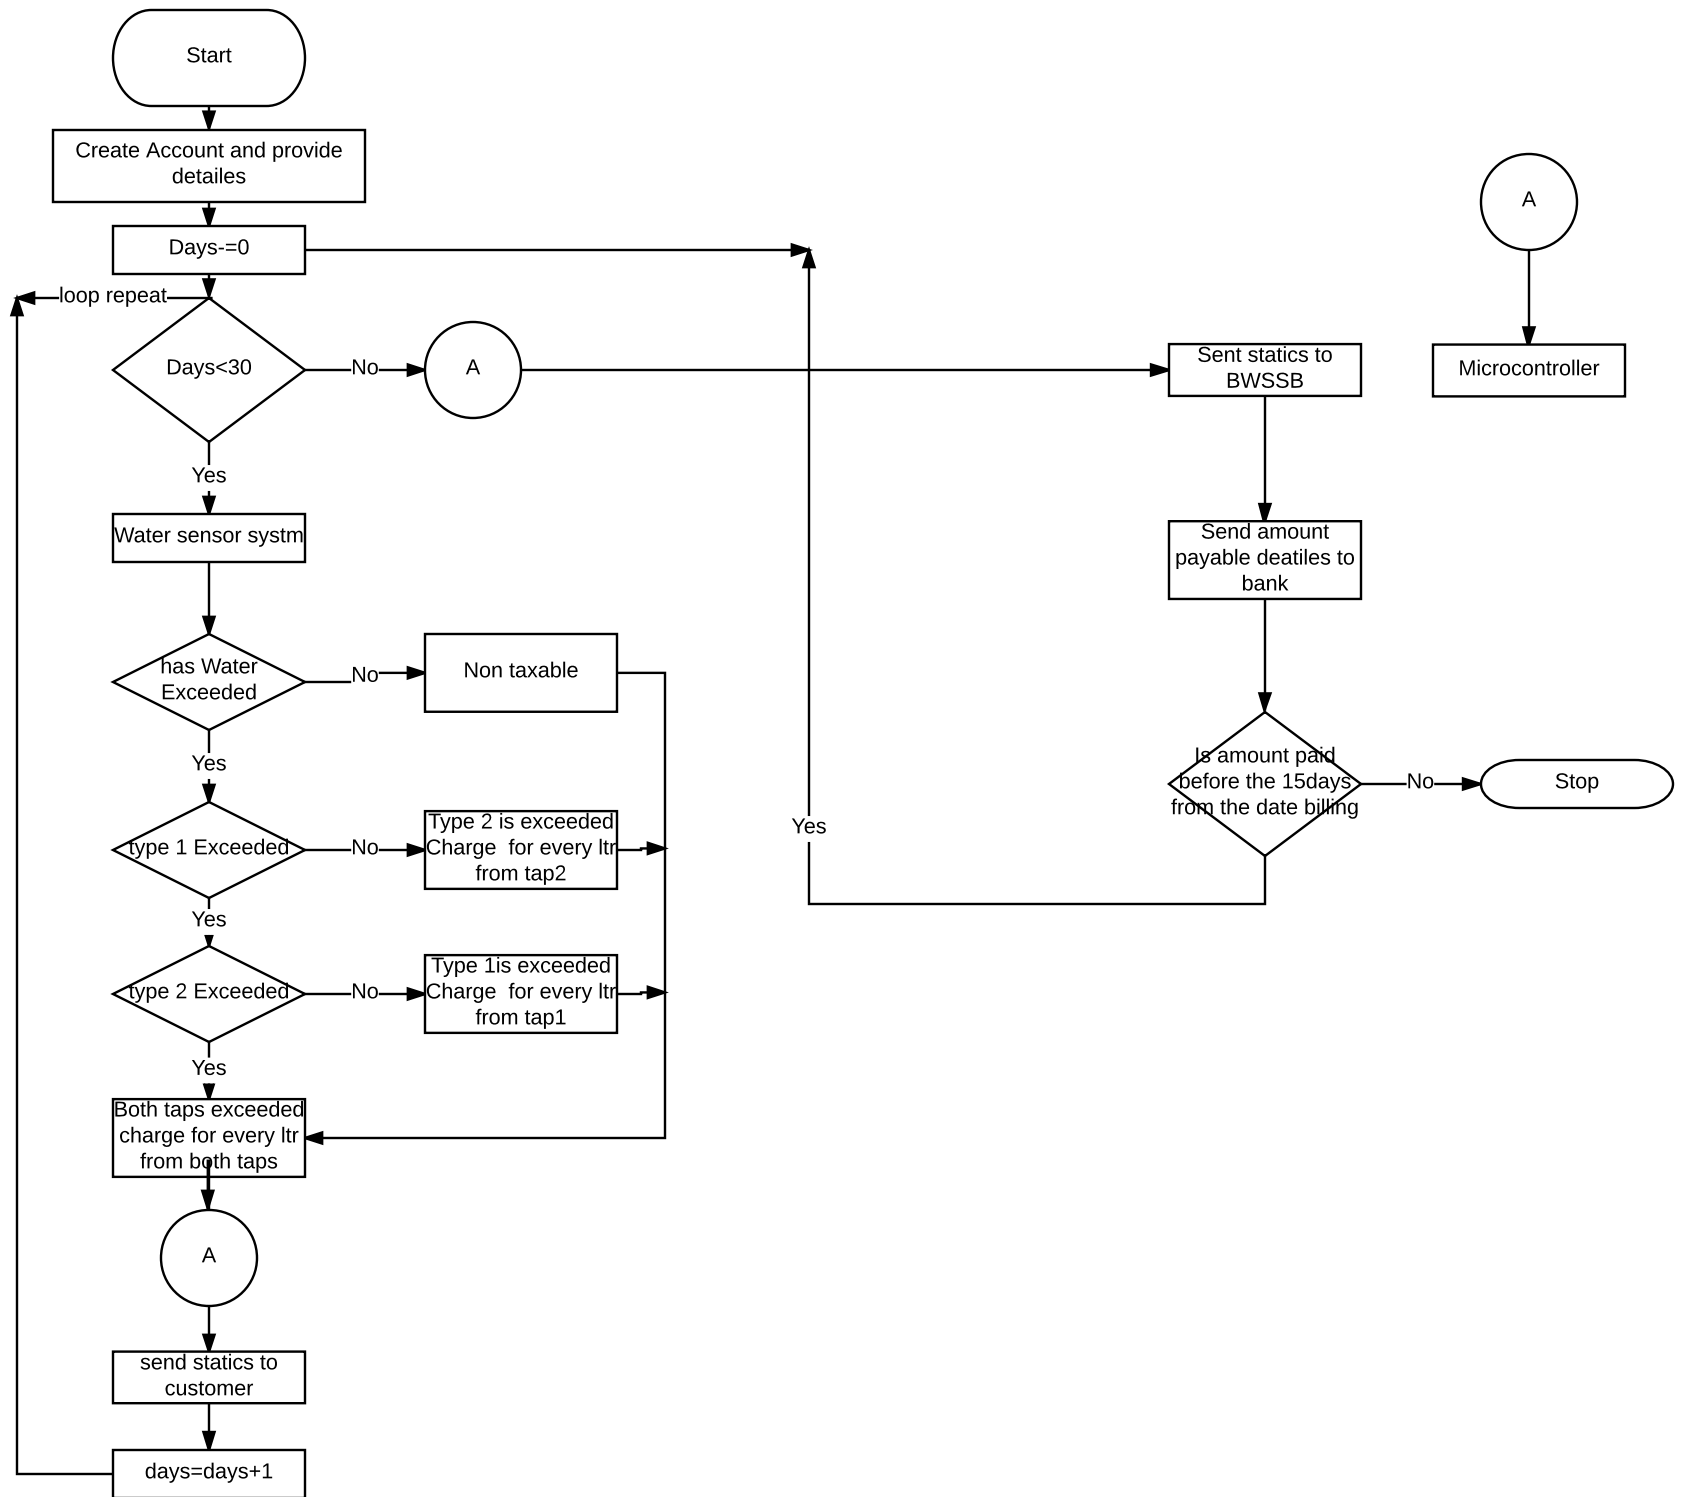 Start
Create Account and provide
detailes
Days-=0
loop repeat
Days<30
No
A
Yes
Water sensor systm
has Water
Exceeded
No
Non taxable
Yes
type 1 Exceeded
No
Type 2 is exceeded
Charge  for every ltr
from tap2
Yes
type 2 Exceeded
No
Type 1is exceeded
Charge  for every ltr
from tap1
Yes
Both taps exceeded
charge for every ltr
from both taps
A
send statics to
customer
days=days+1
Sent statics to
BWSSB
Send amount
payable deatiles to
bank
Is amount paid
before the 15days
from the date billing
No
Stop
Yes
A
Microcontroller